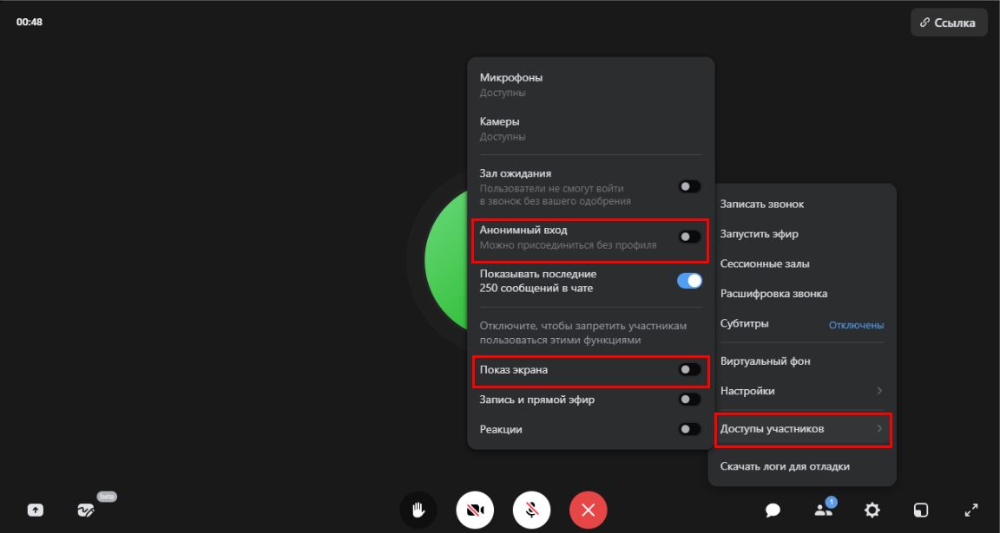 00:48
Ссылка
Микрофоны
Доступны
Камеры
Доступны
Зал ожидания
Пользователи не смогут войти
в звонок без вашего одобрения
Анонимный вход
Можно присоединиться без профиля
Показывать последние
250 сообщений в чате
Отключите, чтобы запретить участникам
пользоваться этими функциями
Показ экрана
Запись и прямой эфир
Реакции
Записать звонок
Запустить эфир
Сессионные залы
Расшифровка звонка
Субтитры Отключены
Виртуальный фон
Настройки
Доступы участников
Скачать логи для отладки
beta
1